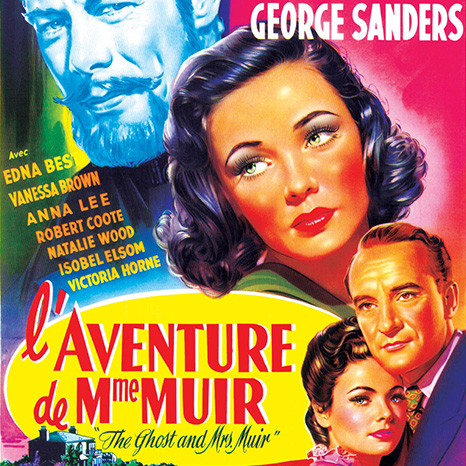 GEORGE SANDERS
Avec
EDNA BES
VANESSA BROWN
ANNA LEE
ROBERT COOTE
NATALIE WOOD
ISOBEL ELSOM
VICTORIA HORNE
l'AVENTURE
de Mme MUIR
"The Ghost and Mrs Muir"